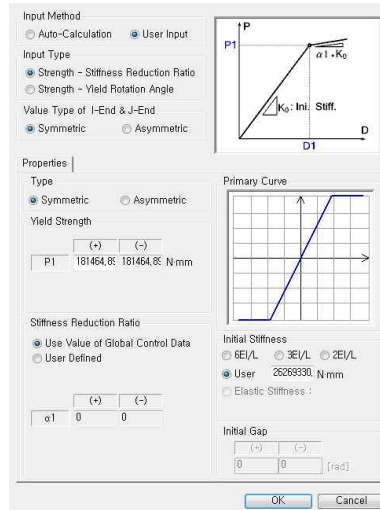 Input Method
Auto-Calculation User Input
Input Type
Strength - Stiffness Reduction Ratio
Strength - Yield Rotation Angle
Value Type of I-End & J-End
Symmetric Asymmetric
P
P1
α1・K₀
K₀: Ini. Stiff.
D
D1
Properties
Type
Symmetric Asymmetric
Yield Strength
(+) (-)
P1 181464,89 181464,89 N·mm
Stiffness Reduction Ratio
Use Value of Global Control Data
User Defined
(+) (-)
α1 0 0
Primary Curve
Initial Stiffness
6EI/L 3EI/L 2EI/L
User 26269330, N·mm
Elastic Stiffness :
Initial Gap
(+) (-)
0 0 [rad]
OK Cancel